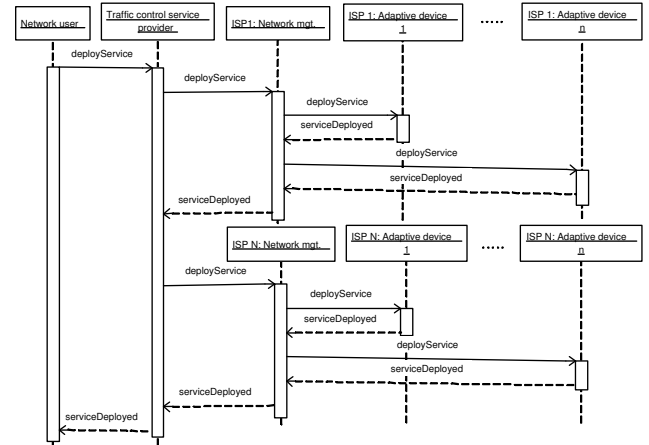 Network user
Traffic control service
provider
ISP1: Network mgt.
ISP 1: Adaptive device
1
.....
ISP 1: Adaptive device
n
deployService
deployService
deployService
serviceDeployed
deployService
serviceDeployed
serviceDeployed
ISP N: Network mgt.
ISP N: Adaptive device
1
.....
ISP N: Adaptive device
n
deployService
deployService
serviceDeployed
deployService
serviceDeployed
serviceDeployed
serviceDeployed